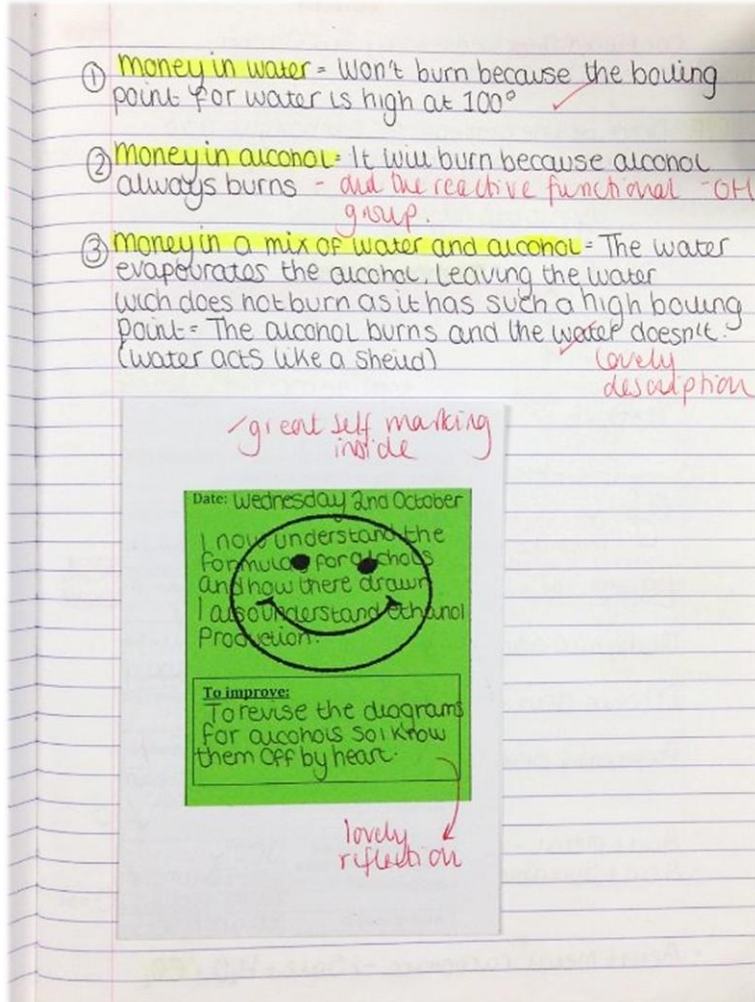 ① Money in water = Won't burn because the boiling
point for water is high at 100°
② Money in alcohol = It will burn because alcohol
always burns - and the reactive functional -OH
group.
③ Money in a mix of water and alcohol = The water
evapourates the alcohol, leaving the water
wich does not burn as it has such a high boiling
point = The alcohol burns and the water doesn't.
(water acts like a sheild)
lovely
description
great self marking
inside
Date: Wednesday 2nd October
I now understand the
formulas for alchols
and how there drawn
I also understand ethanol
Production.
To improve:
To revise the diagrams
for alcohols so i know
them off by heart.
lovely
reflection